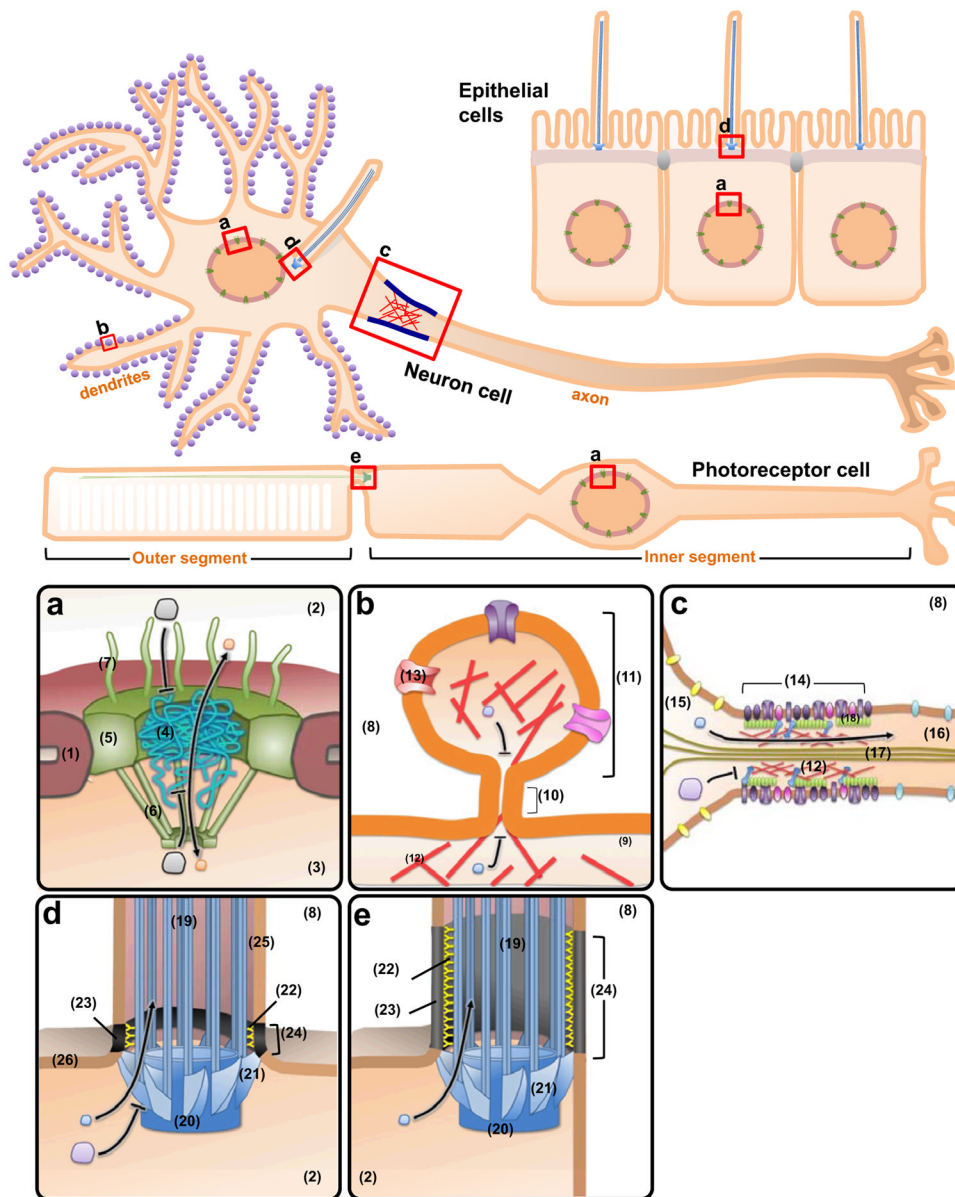 Epithelial
cells
d
a
a
d
c
b
dendrites
Neuron cell
axon
e
a
Photoreceptor cell
Outer segment
Inner segment
a
(2)
(7)
(1)
(5)
(4)
(6)
(3)
b
(13)
(11)
(8)
(10)
(12)
(9)
c
(8)
(14)
(15)
(18)
(16)
(17)
(12)
d
(8)
(19)
(25)
(23)
(22)
(24)
(26)
(21)
(20)
(2)
e
(8)
(19)
(22)
(23)
(24)
(21)
(20)
(2)